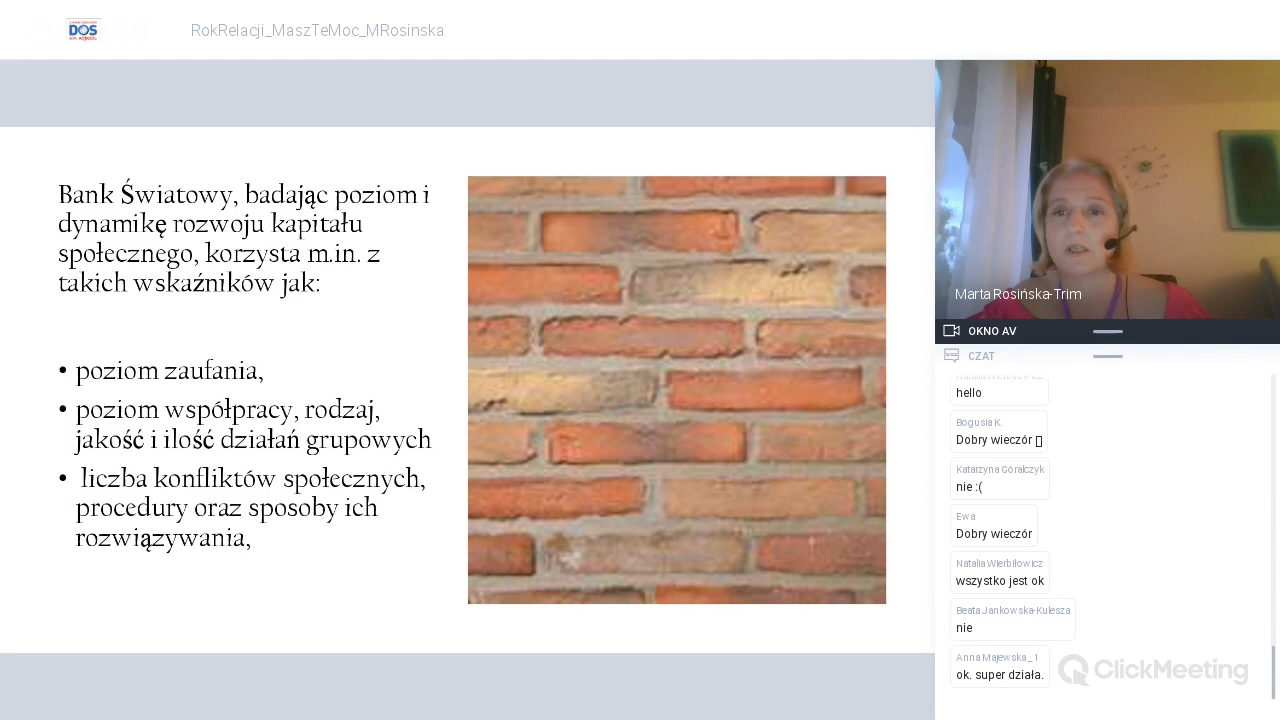 DOS
RokRelacji_MaszTeMoc_MRosinska
Bank Światowy, badając poziom i
dynamikę rozwoju kapitału
społecznego, korzysta m.in. z
takich wskaźników jak:
• poziom zaufania,
• poziom współpracy, rodzaj,
jakość i ilość działań grupowych
• liczba konfliktów społecznych,
procedury oraz sposoby ich
rozwiązywania,
Marta Rosińska-Trim
OKNO AV
CZAT
hello
Bogusia K.
Dobry wieczór
Katarzyna Góralczyk
nie :(
Ewa
Dobry wieczór
Natalia Wierbiłowicz
wszystko jest ok
Beata Jankowska-Kulesza
nie
Anna Majewska_1
ok. super działa.
ClickMeeting